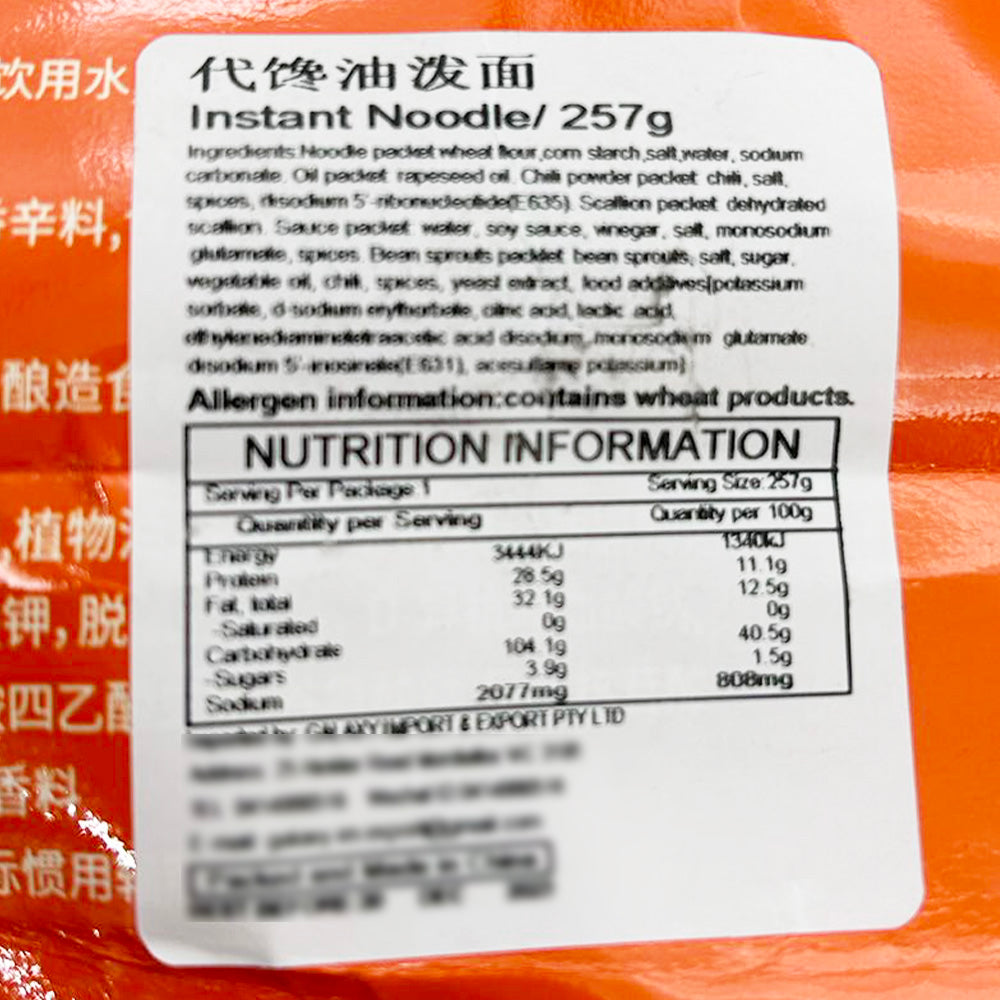 代馋油泼面
Instant Noodle/ 257g
Ingredients:Noodle packet:wheat flour,corn starch,salt,water, sodium
carbonate. Oil packet: rapeseed oil. Chili powder packet: chili, salt,
spices, disodium 5'-ribonucleotide(E635). Scallion packet: dehydrated
scallion. Sauce packet: water, soy sauce, vinegar, salt, monosodium
glutamate, spices. Bean sprouts packet: bean sprouts, salt, sugar,
vegetable oil, chili, spices, yeast extract, food additives[potassium
sorbate, d-sodium erythorbate, citric acid, lactic acid,
acid disodium, monosodium glutamate
disodium 5'-inosinate(E631), potassium]
Allergen information:contains wheat products.
NUTRITION INFORMATION
Serving Per Package:1 Serving Size:257g
Quantity per Serving Quantity per 100g
Energy 3444KJ 1340kJ
Protein 28.5g 11.1g
Fat, total 32.1g 12.5g
-Saturated 0g 0g
Carbohydrate 104.1g 40.5g
-Sugars 3.9g 1.5g
Sodium 2077mg 808mg
GALAXY IMPORT & EXPORT PTY LTD
饮用水
辛料,
酿造食
,植物
钾,脱
四乙酸
香料
示惯用